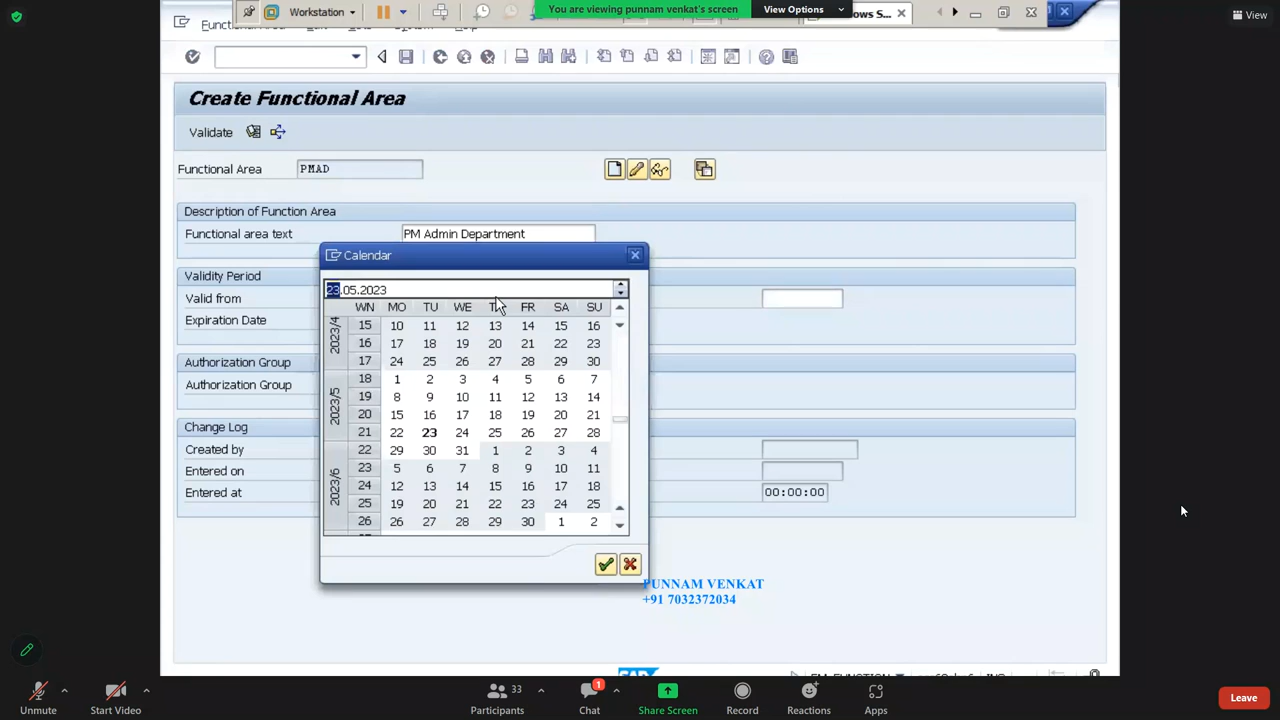 Workstation
You are viewing punnam venkat's screen
View Options
ows S...
View
Create Functional Area
Validate
Functional Area PMAD
Description of Function Area
Functional area text PM Admin Department
Calendar
Validity Period
Valid from
Expiration Date
Authorization Group
Authorization Group
Change Log
Created by
Entered on
Entered at 00:00:00
23.05.2023
WN MO TU WE T FR SA SU
2023/4
15 10 11 12 13 14 15 16
16 17 18 19 20 21 22 23
17 24 25 26 27 28 29 30
2023/5
18 1 2 3 4 5 6 7
19 8 9 10 11 12 13 14
20 15 16 17 18 19 20 21
21 22 23 24 25 26 27 28
22 29 30 31 1 2 3 4
2023/6
23 5 6 7 8 9 10 11
24 12 13 14 15 16 17 18
25 19 20 21 22 23 24 25
26 26 27 28 29 30 1 2
PUNNAM VENKAT
+91 7032372034
SAP
Unmute
Start Video
33
Participants
1
Chat
Share Screen
Record
Reactions
Apps
Leave